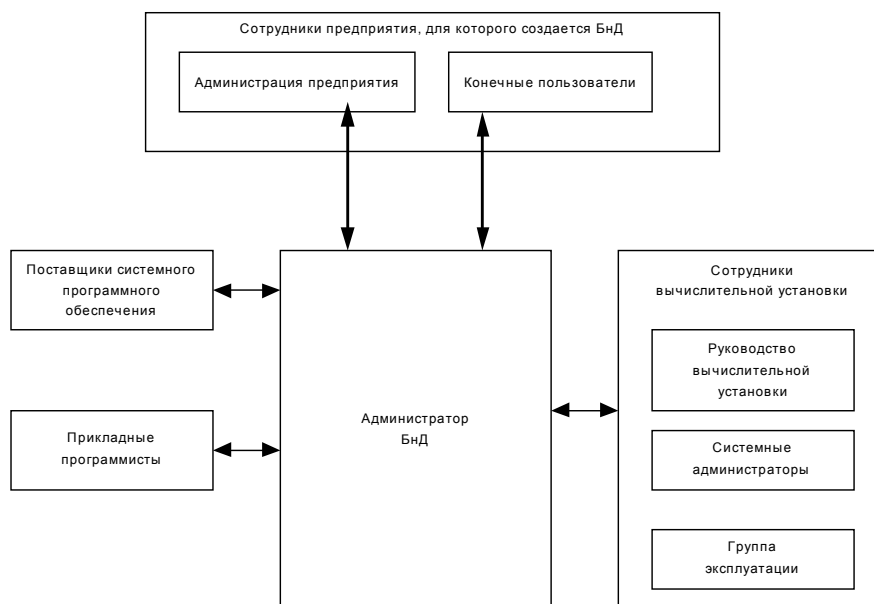 Сотрудники предприятия, для которого создается БнД
Администрация предприятия
Конечные пользователи
Поставщики системного
программного
обеспечения
Прикладные
программисты
Администратор
БнД
Сотрудники
вычислительной установки
Руководство
вычислительной
установки
Системные
администраторы
Группа
эксплуатации